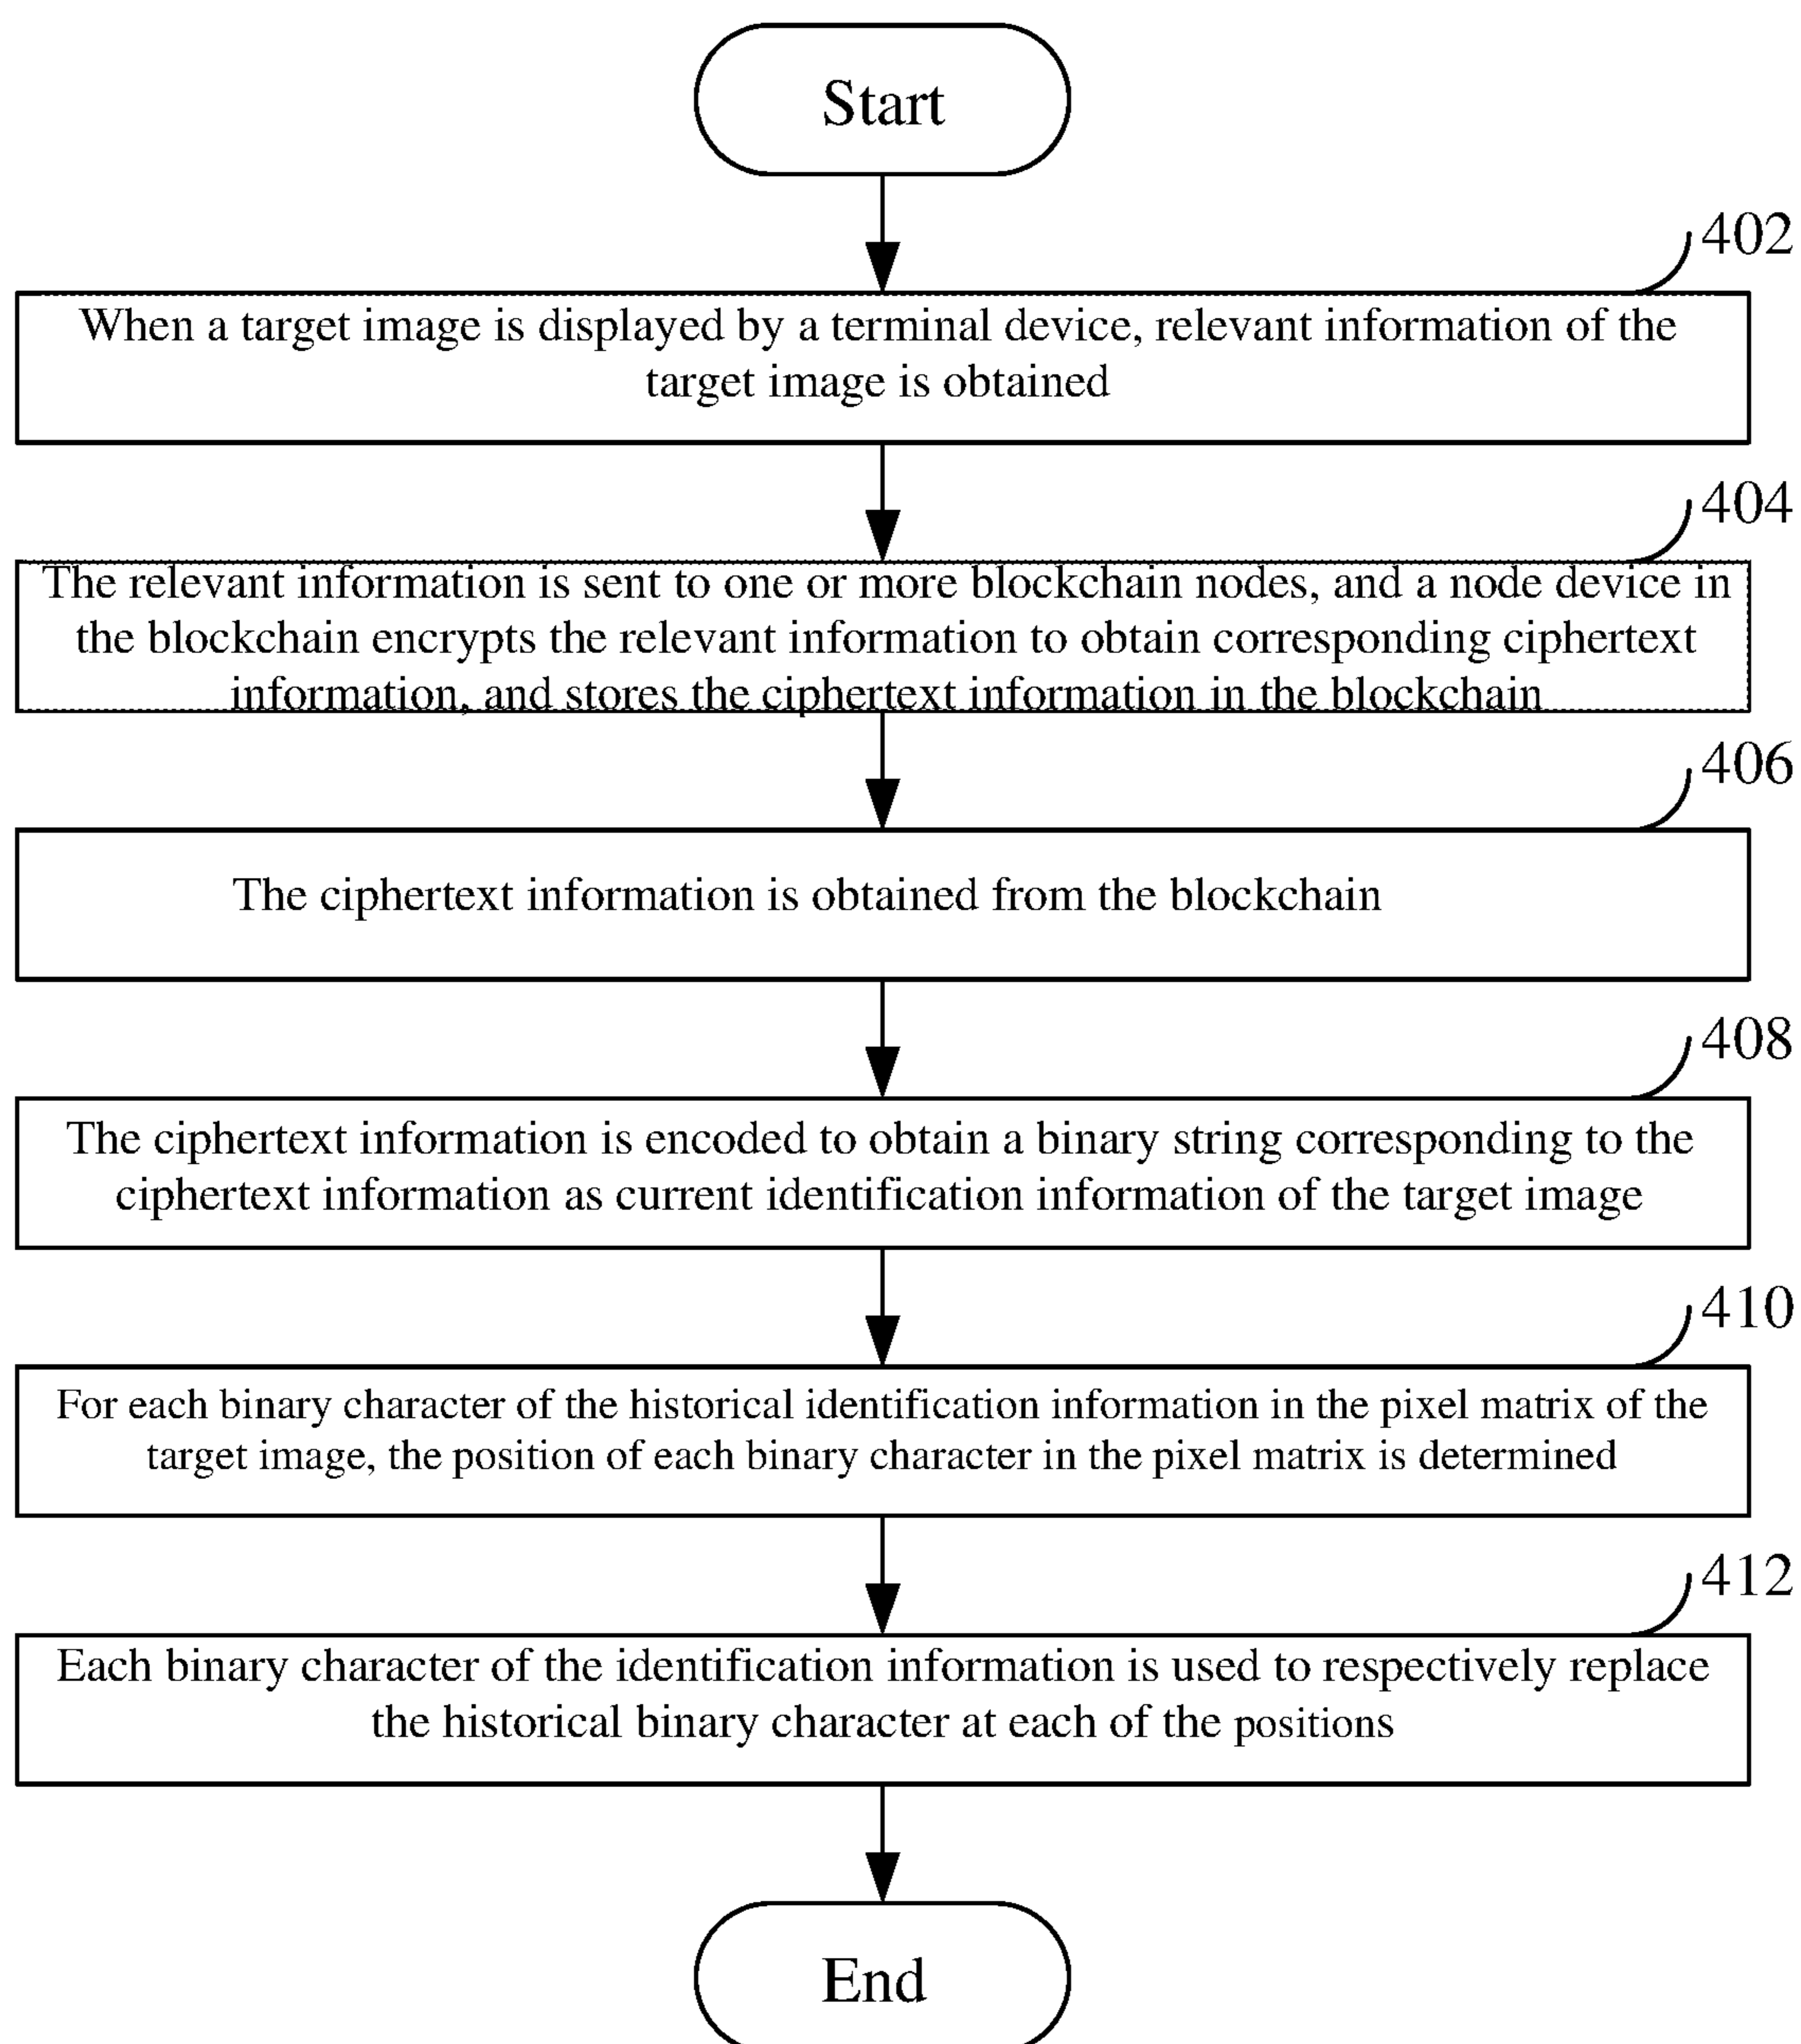 Start
402
When a target image is displayed by a terminal device, relevant information of the
target image is obtained
404
The relevant information is sent to one or more blockchain nodes, and a node device in
the blockchain encrypts the relevant information to obtain corresponding ciphertext
information, and stores the ciphertext information in the blockchain
406
The ciphertext information is obtained from the blockchain
408
The ciphertext information is encoded to obtain a binary string corresponding to the
ciphertext information as current identification information of the target image
410
For each binary character of the historical identification information in the pixel matrix of the
target image, the position of each binary character in the pixel matrix is determined
412
Each binary character of the identification information is used to respectively replace
the historical binary character at each of the positions
End